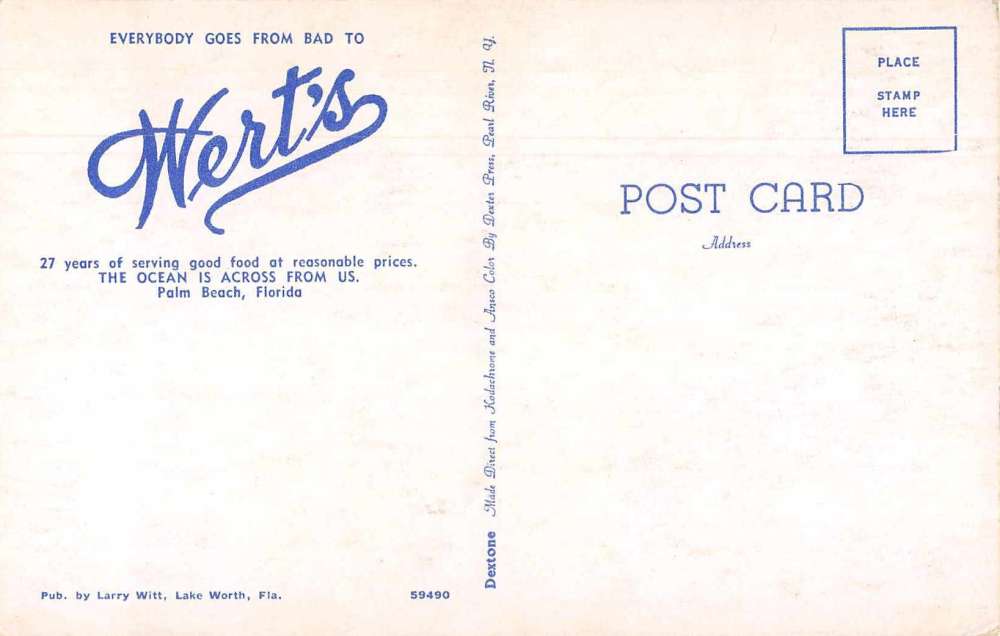 EVERYBODY GOES FROM BAD TO
Wert's
27 years of serving good food at reasonable prices.
THE OCEAN IS ACROSS FROM US.
Palm Beach, Florida
Pub. by Larry Witt, Lake Worth, Fla.
59490
Dextone Made Direct from Kodachrome and Ansco Color By Dexter Press, Pearl River, N. Y.
PLACE
STAMP
HERE
POST CARD
Address